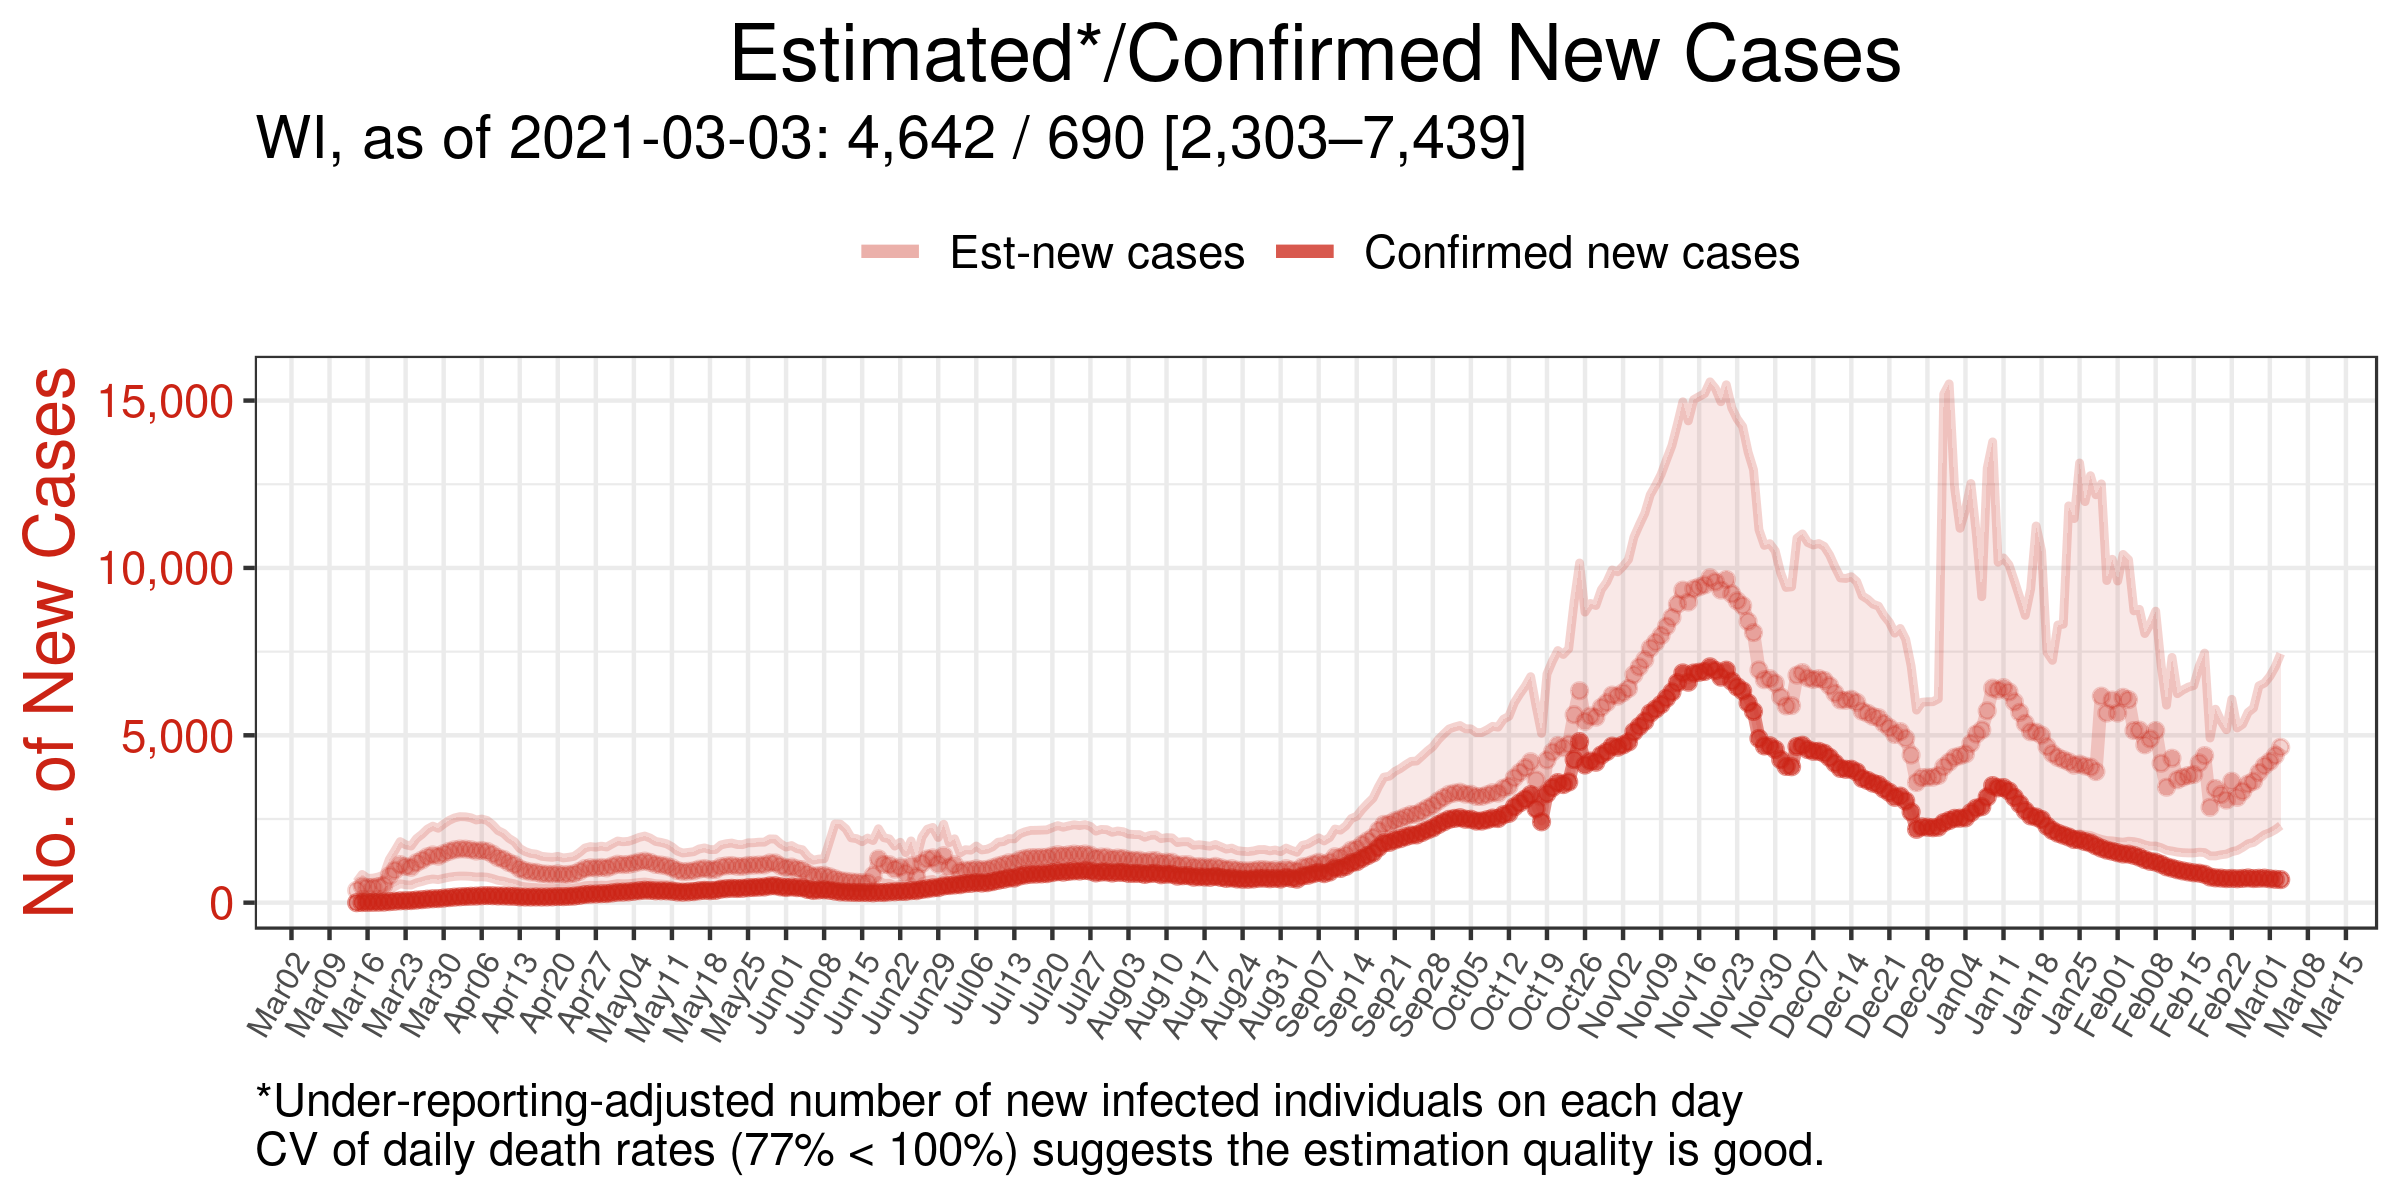 Estimated*/Confirmed New Cases
WI, as of 2021-03-03: 4,642 / 690 [2,303–7,439]
Est-new cases
Confirmed new cases
No. of New Cases
15,000
10,000
5,000
0
Mar02
Mar09
Mar16
Mar23
Mar30
Apr06
Apr13
Apr20
Apr27
May04
May11
May18
May25
Jun01
Jun08
Jun15
Jun22
Jun29
Jul06
Jul13
Jul20
Jul27
Aug03
Aug10
Aug17
Aug24
Aug31
Sep07
Sep14
Sep21
Sep28
Oct05
Oct12
Oct19
Oct26
Nov02
Nov09
Nov16
Nov23
Nov30
Dec07
Dec14
Dec21
Dec28
Jan04
Jan11
Jan18
Jan25
Feb01
Feb08
Feb15
Feb22
Mar01
Mar08
Mar15
*Under-reporting-adjusted number of new infected individuals on each day
CV of daily death rates (77% < 100%) suggests the estimation quality is good.